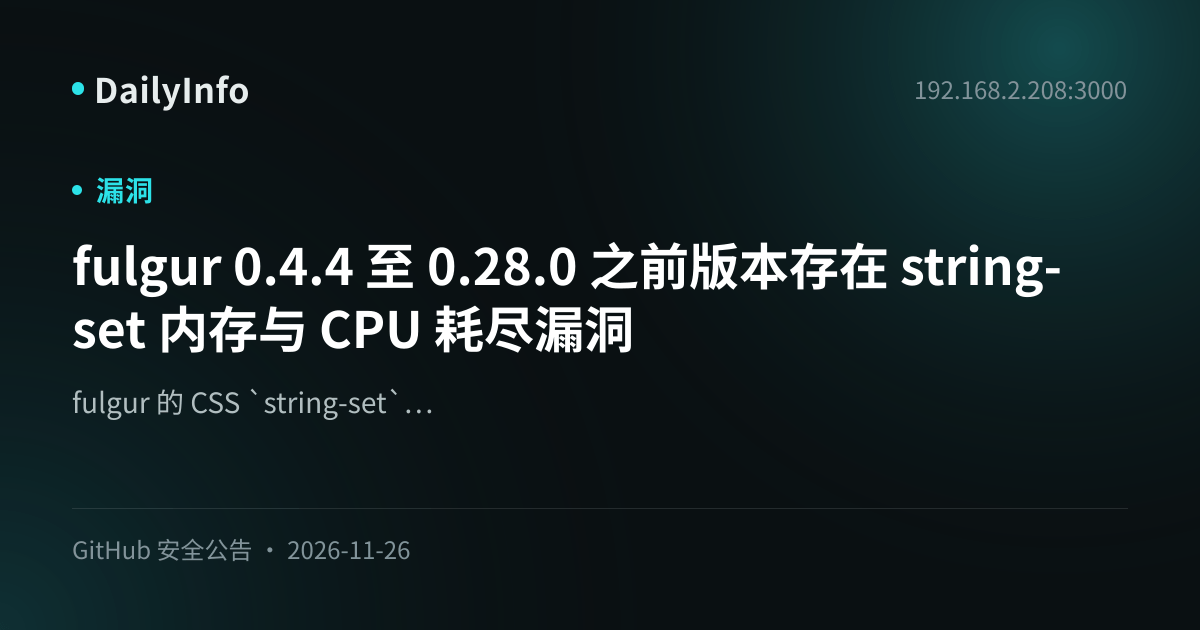 DailyInfo
192.168.2.208:3000
漏洞
fulgur 0.4.4 至 0.28.0 之前版本存在 string-
set 内存与 CPU 耗尽漏洞
fulgur 的 CSS `string-set`…
GitHub 安全公告 · 2026-11-26